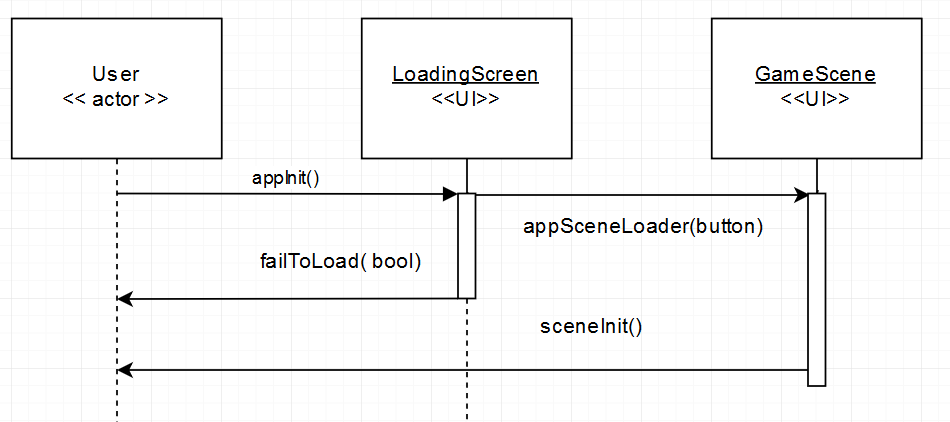 User
<< actor >>
LoadingScreen
<<UI>>
GameScene
<<UI>>
appInit()
appSceneLoader(button)
failToLoad( bool)
sceneInit()